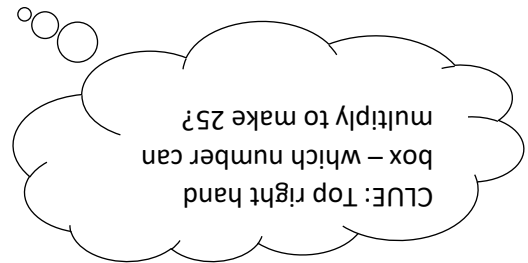 CLUE: Top right hand
box – which number can
multiply to make 25?